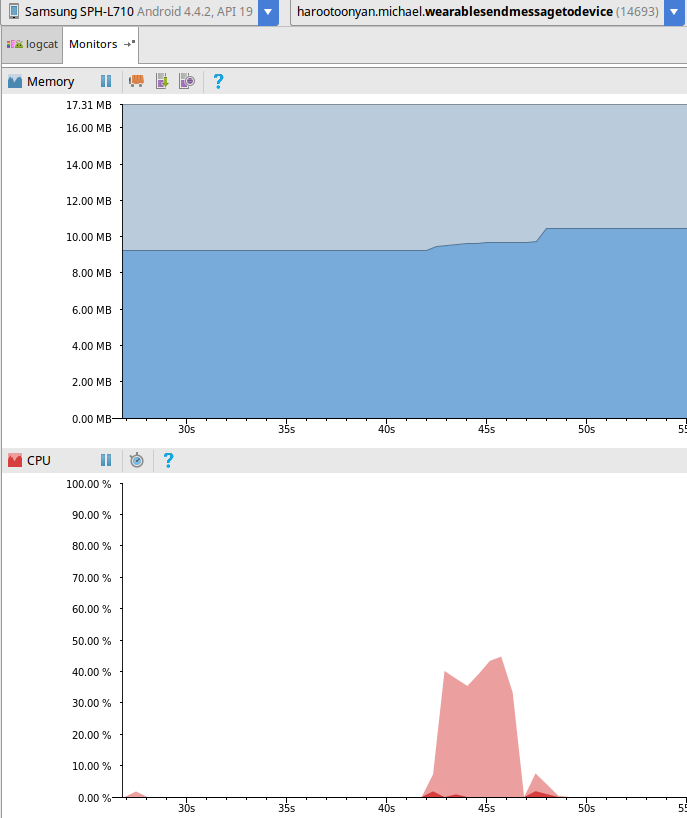 Samsung SPH-L710 Android 4.4.2, API 19 harootoonyan.michael.wearablesendmessagetodevice (14693)
logcat Monitors
Memory ?
17.31 MB
16.00 MB
14.00 MB
12.00 MB
10.00 MB
8.00 MB
6.00 MB
4.00 MB
2.00 MB
0.00 MB
30s 35s 40s 45s 50s 55
CPU ?
100.00 %
90.00 %
80.00 %
70.00 %
60.00 %
50.00 %
40.00 %
30.00 %
20.00 %
10.00 %
0.00 %
30s 35s 40s 45s 50s 55